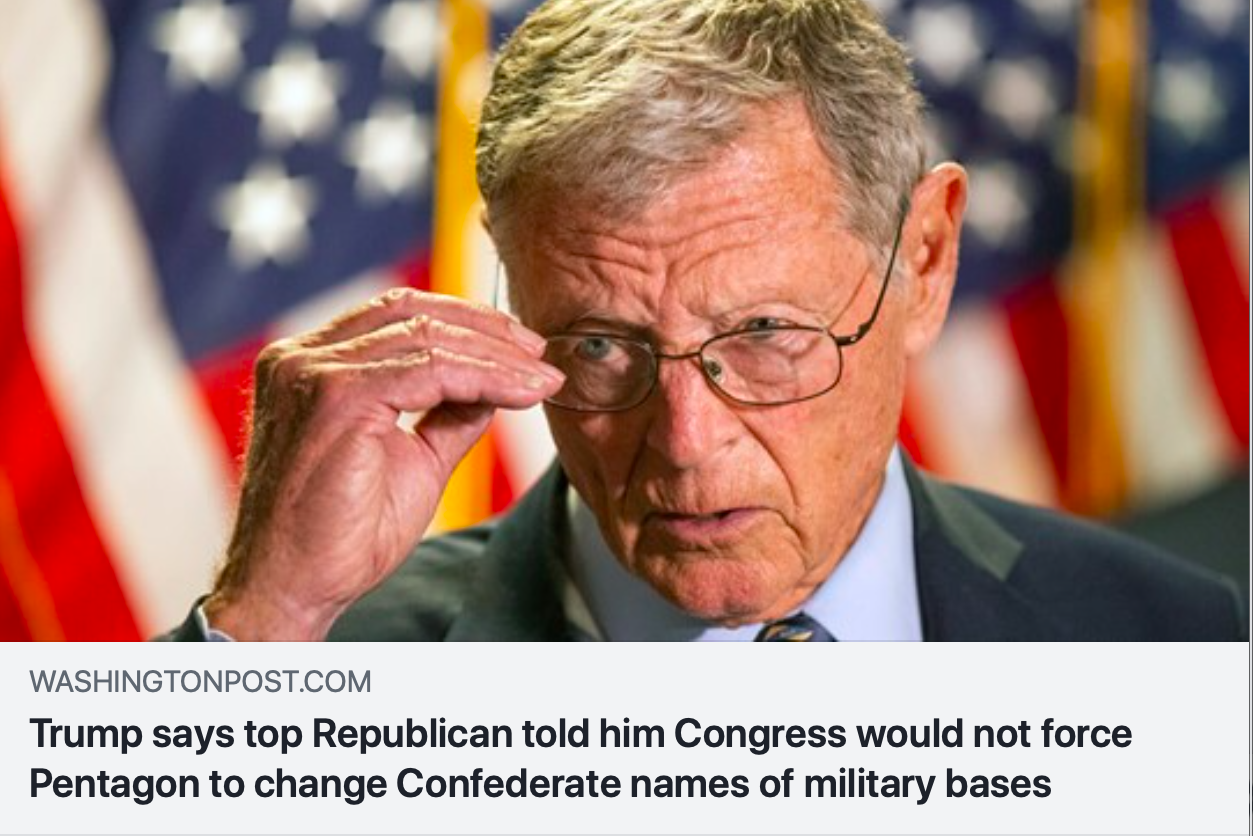 WASHINGTONPOST.COM
Trump says top Republican told him Congress would not force
Pentagon to change Confederate names of military bases